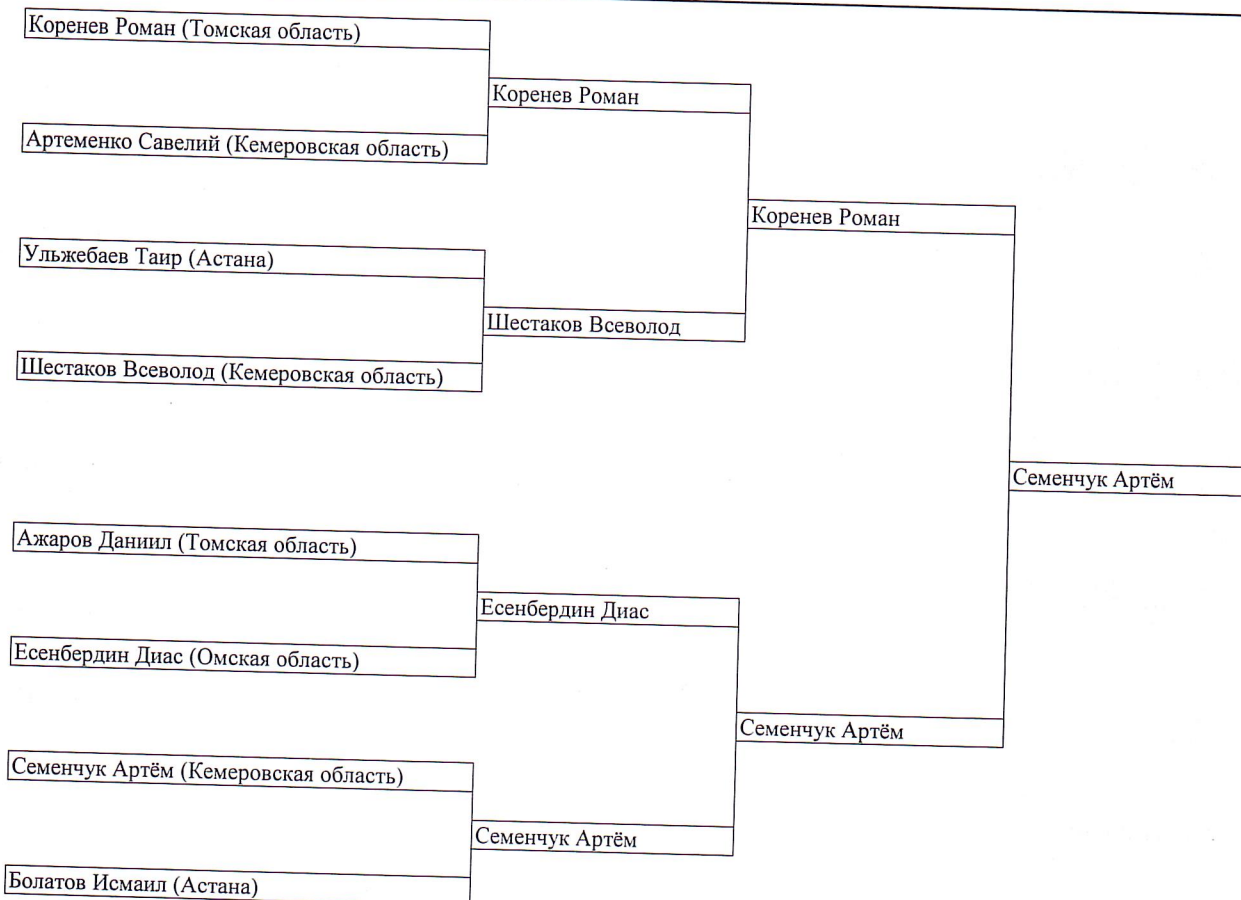 Коренев Роман (Томская область)
Коренев Роман
Артеменко Савелий (Кемеровская область)
Коренев Роман
Ульжебаев Таир (Астана)
Шестаков Всеволод
Шестаков Всеволод (Кемеровская область)
Семенчук Артём
Ажаров Даниил (Томская область)
Есенбердин Диас
Есенбердин Диас (Омская область)
Семенчук Артём
Семенчук Артём (Кемеровская область)
Семенчук Артём
Болатов Исмаил (Астана)